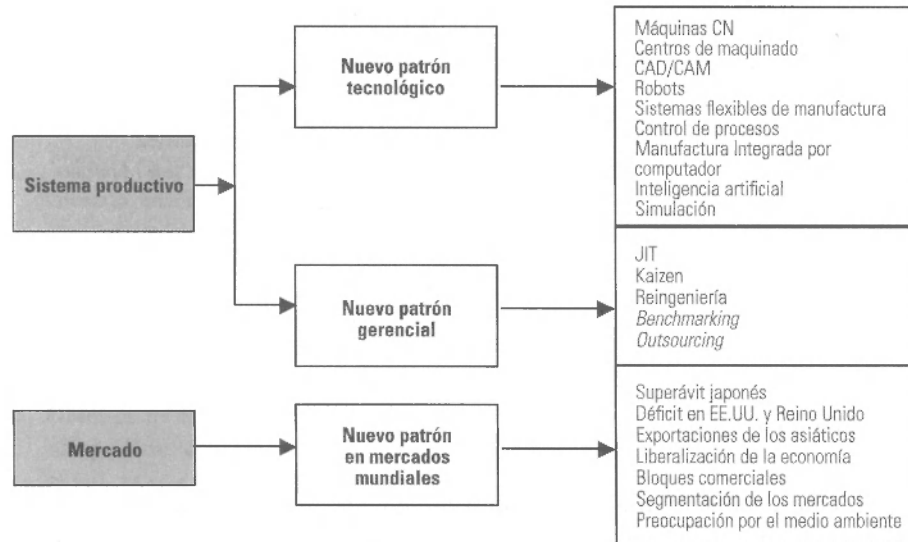 Sistema productivo
Nuevo patrón
tecnológico
Máquinas CN
Centros de maquinado
CAD/CAM
Robots
Sistemas flexibles de manufactura
Control de procesos
Manufactura Integrada por
computador
Inteligencia artificial
Simulación
Nuevo patrón
gerencial
JIT
Kaizen
Reingeniería
Benchmarking
Outsourcing
Mercado
Nuevo patrón
en mercados
mundiales
Superávit japonés
Déficit en EE.UU. y Reino Unido
Exportaciones de los asiáticos
Liberalización de la economía
Bloques comerciales
Segmentación de los mercados
Preocupación por el medio ambiente